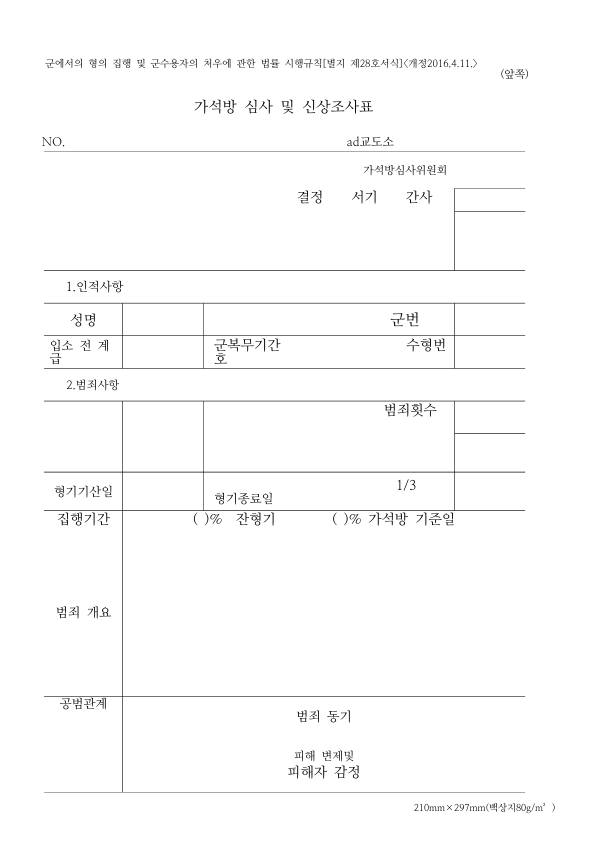 군에서의 형의 집행 및 군수용자의 처우에 관한 법률 시행규칙[별지 제28호서식]<개정2016.4.11.>
(앞쪽)
가석방 심사 및 신상조사표
NO. ad교도소
가석방심사위원회
결정 서기 간사
1.인적사항
성명 군번
입소 전 계
급
군복무기간 수형번
호
2.범죄사항
범죄횟수
형기기산일 1/3
형기종료일
집행기간 ( )% 잔형기 ( )% 가석방 기준일
범죄 개요
공범관계
범죄 동기
피해 변제및
피해자 감정
210mm×297mm(백상지80g/㎡ )